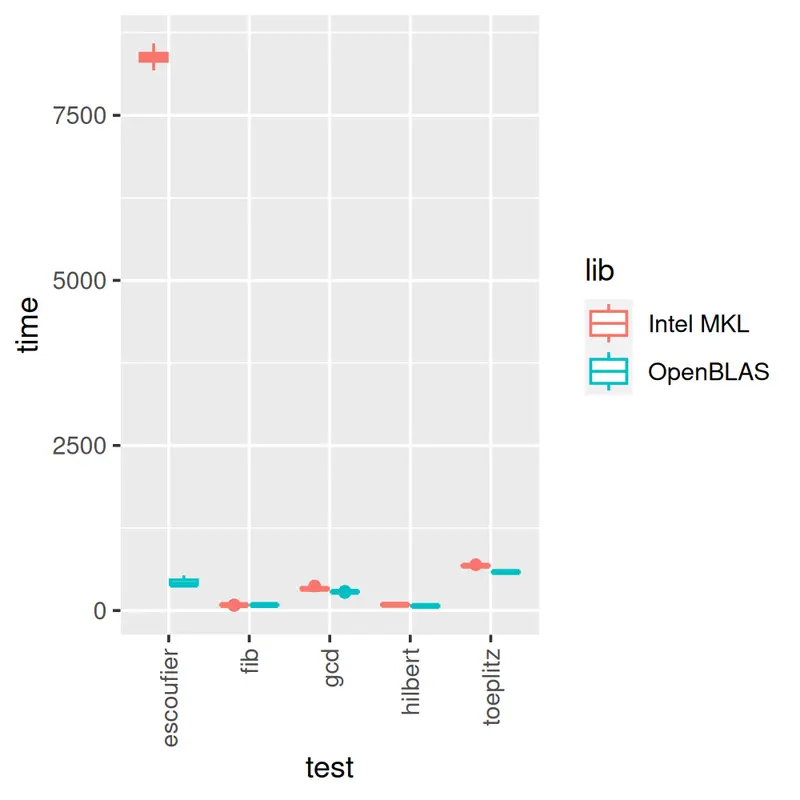 7500
5000
2500
0
time
escoufier
fib
gcd
hilbert
toeplitz
test
lib
Intel MKL
OpenBLAS